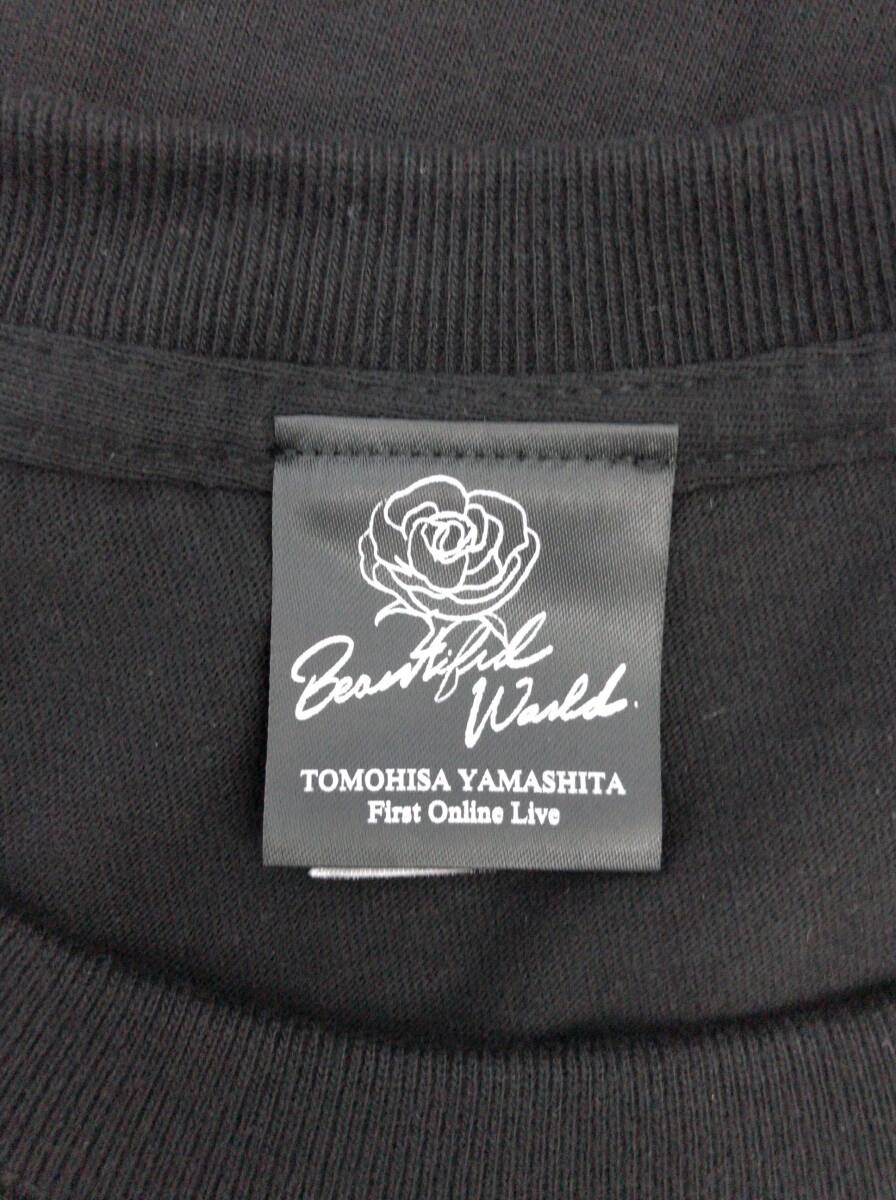 Beautiful
World.
TOMOHISA YAMASHITA
First Online Live